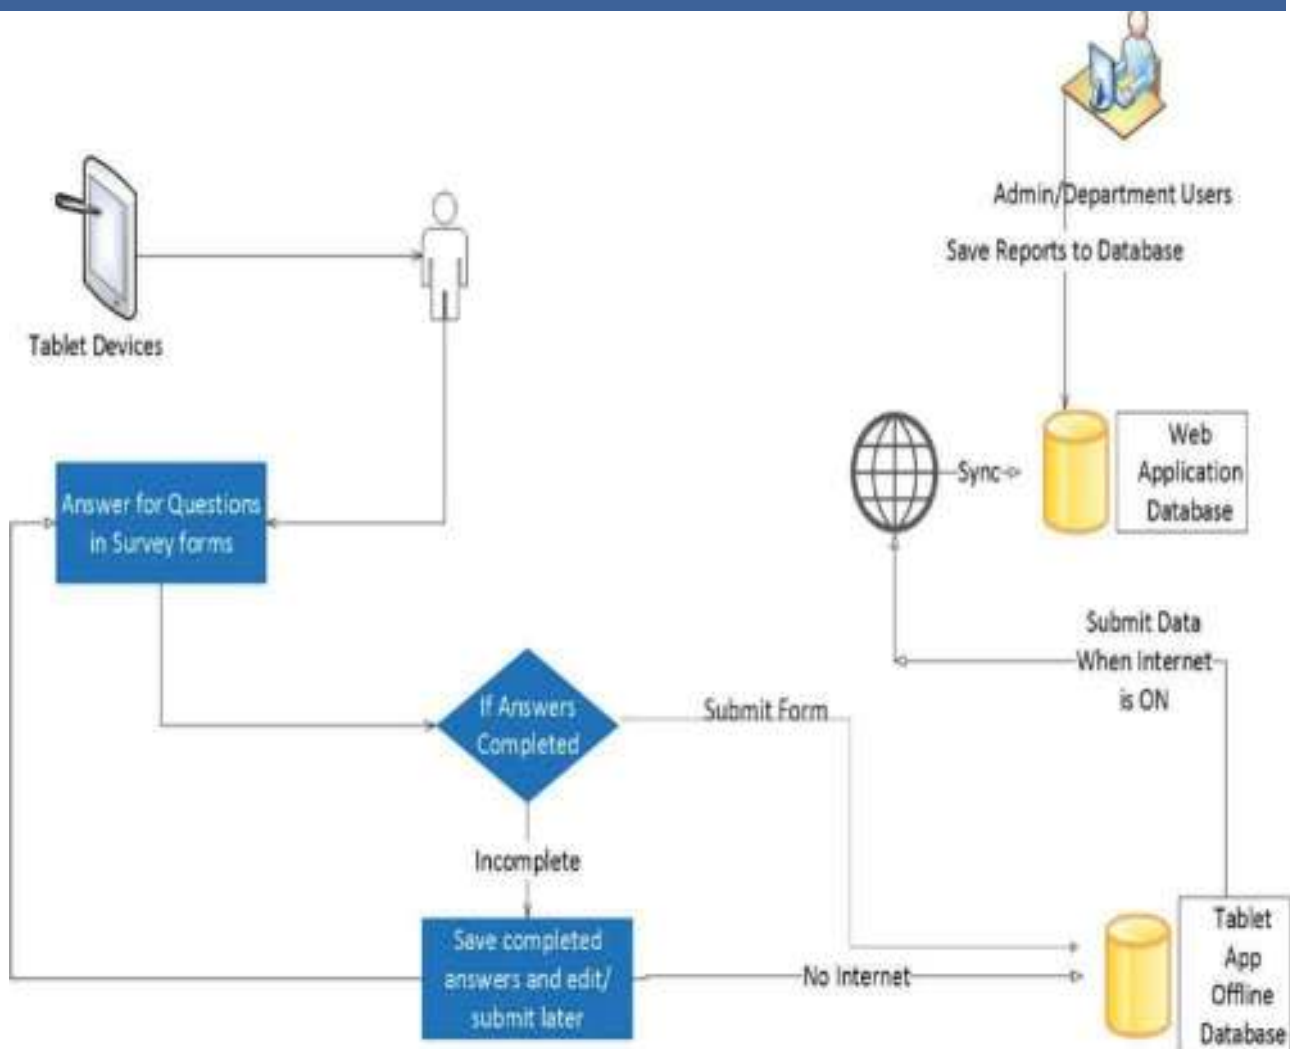 Admin/Department Users
Save Reports to Database
Tablet Devices
Web
Application
Database
Sync
Answer for Questions
in Survey forms
Submit Data
When Internet
is ON
If Answers
Completed
Submit Form
Incomplete
Save completed
answers and edit/
submit later
No Internet
Tablet
App
Offline
Database